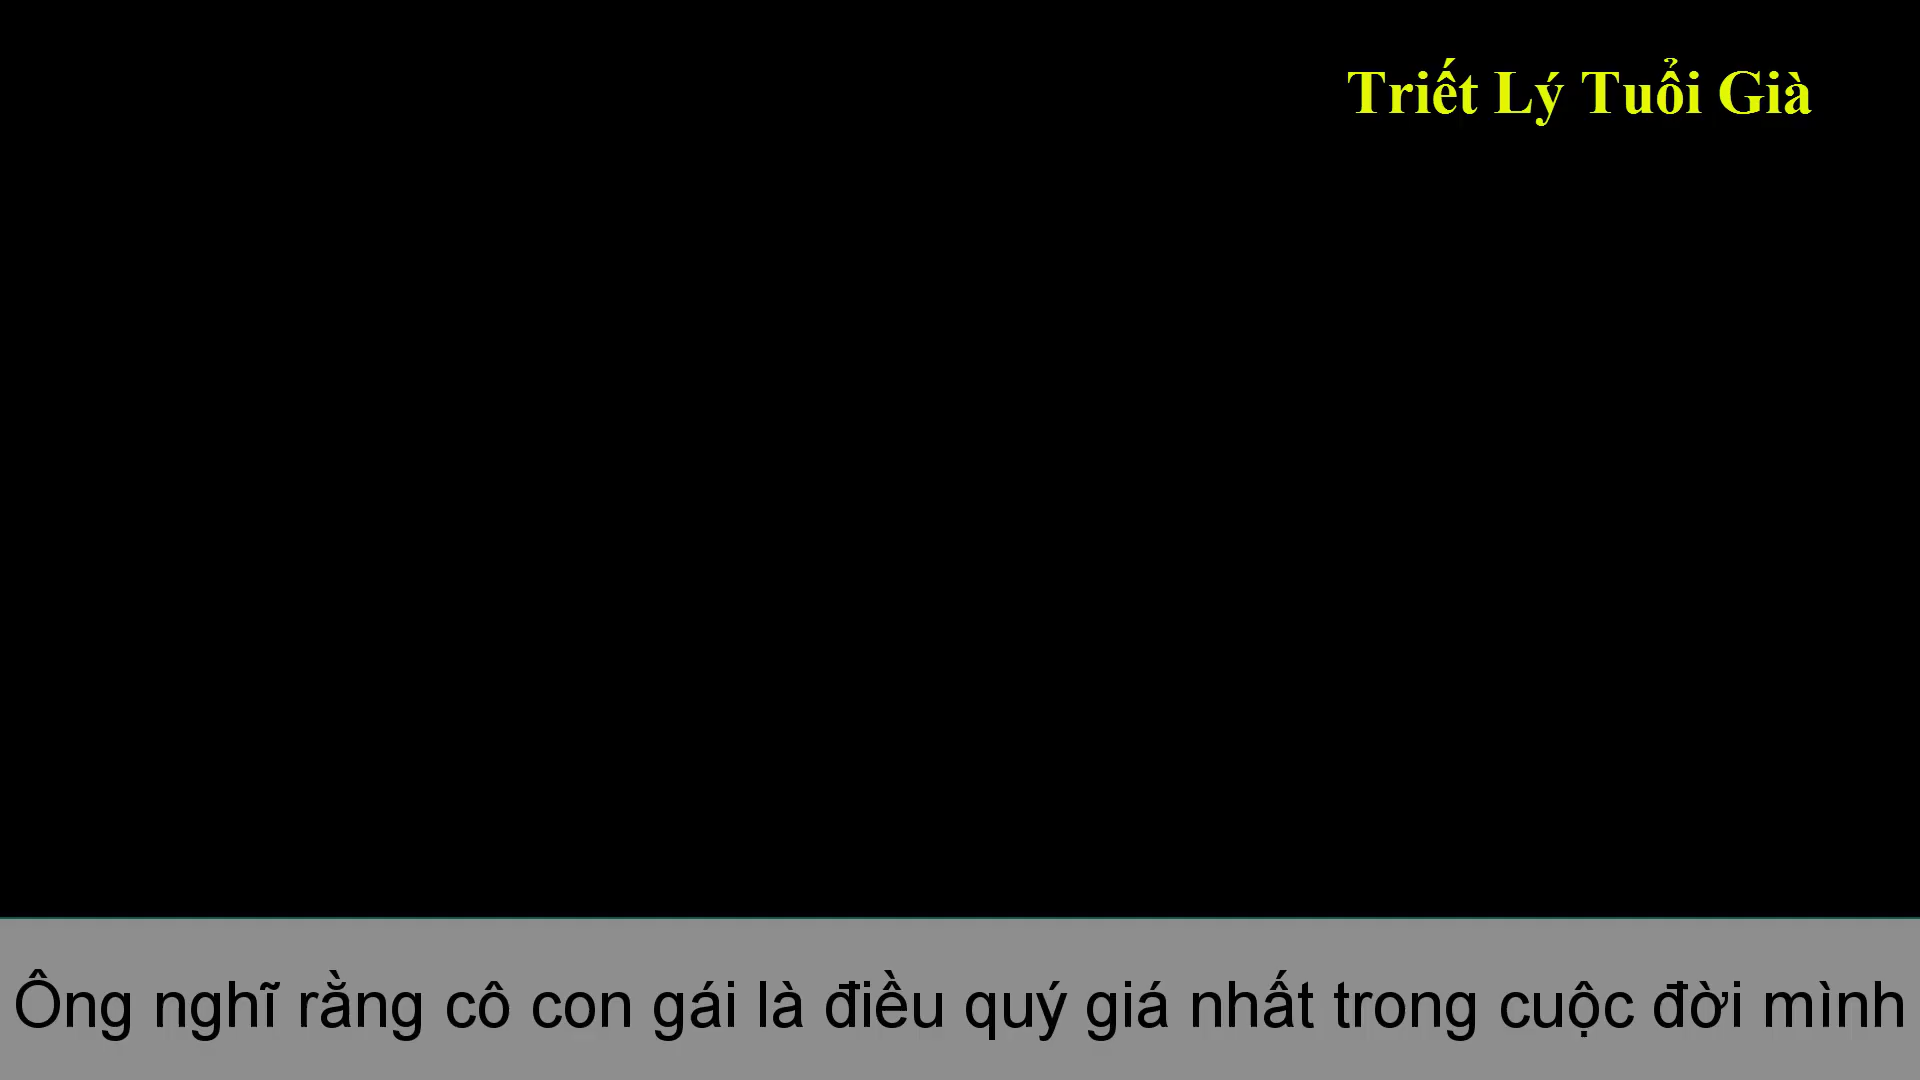 Triết Lý Tuổi Già
Ông nghĩ rằng cô con gái là điều quý giá nhất trong cuộc đời mình